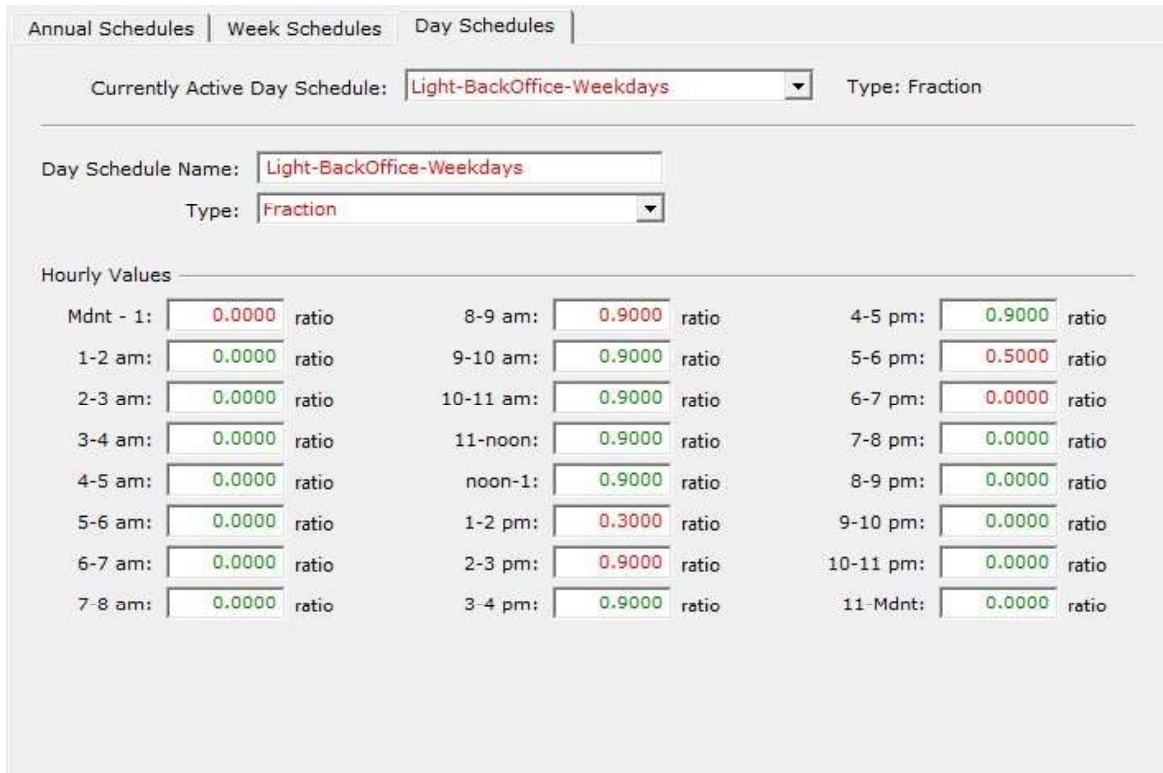 Annual Schedules Week Schedules Day Schedules
Currently Active Day Schedule: Light-BackOffice-Weekdays Type: Fraction
Day Schedule Name: Light-BackOffice-Weekdays
Type: Fraction
Hourly Values
Mdnt - 1: 0.0000 ratio 8-9 am: 0.9000 ratio 4-5 pm: 0.9000 ratio
1-2 am: 0.0000 ratio 9-10 am: 0.9000 ratio 5-6 pm: 0.5000 ratio
2-3 am: 0.0000 ratio 10-11 am: 0.9000 ratio 6-7 pm: 0.0000 ratio
3-4 am: 0.0000 ratio 11-noon: 0.9000 ratio 7-8 pm: 0.0000 ratio
4-5 am: 0.0000 ratio noon-1: 0.9000 ratio 8-9 pm: 0.0000 ratio
5-6 am: 0.0000 ratio 1-2 pm: 0.3000 ratio 9-10 pm: 0.0000 ratio
6-7 am: 0.0000 ratio 2-3 pm: 0.9000 ratio 10-11 pm: 0.0000 ratio
7-8 am: 0.0000 ratio 3-4 pm: 0.9000 ratio 11-Mdnt: 0.0000 ratio